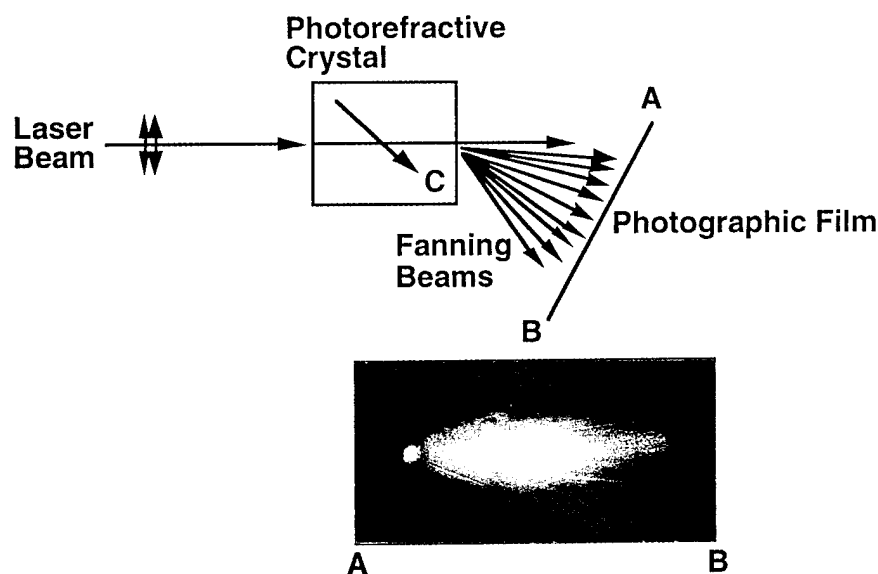 Photorefractive
Crystal
A
Laser
Beam
C
Photographic Film
Fanning
Beams
B
A
B